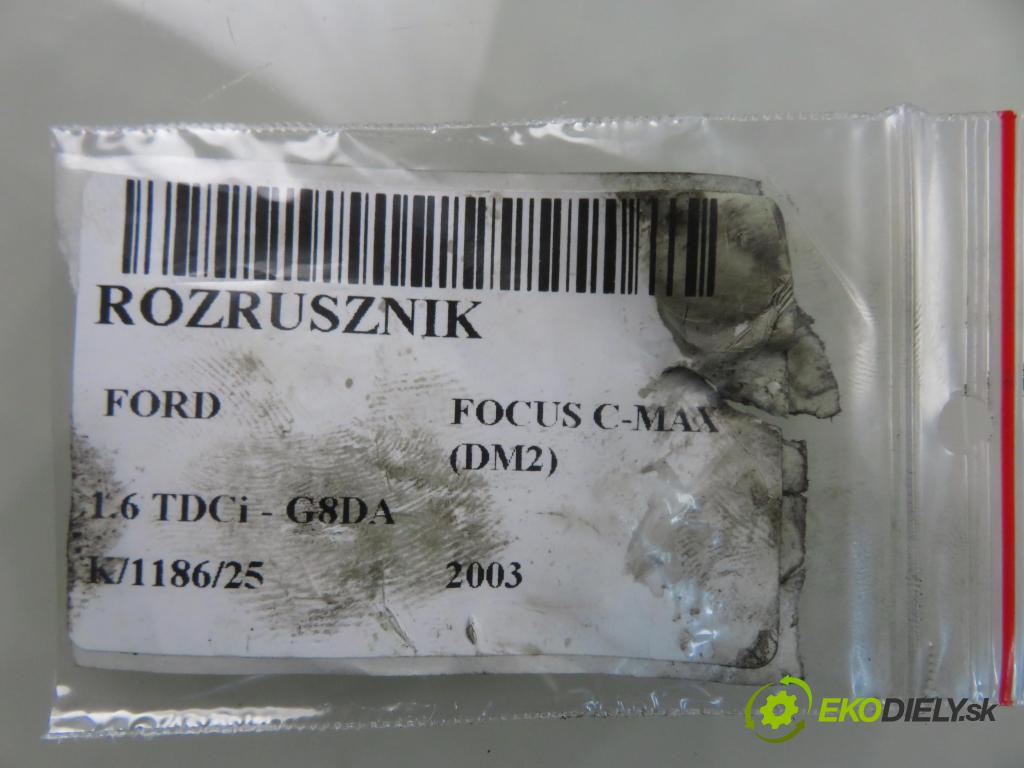 ROZRUSZNIK
FORD
FOCUS C-MAX
(DM2)
1.6 TDCi - G8DA
K/1186/25
2003
EKODIELY.sk